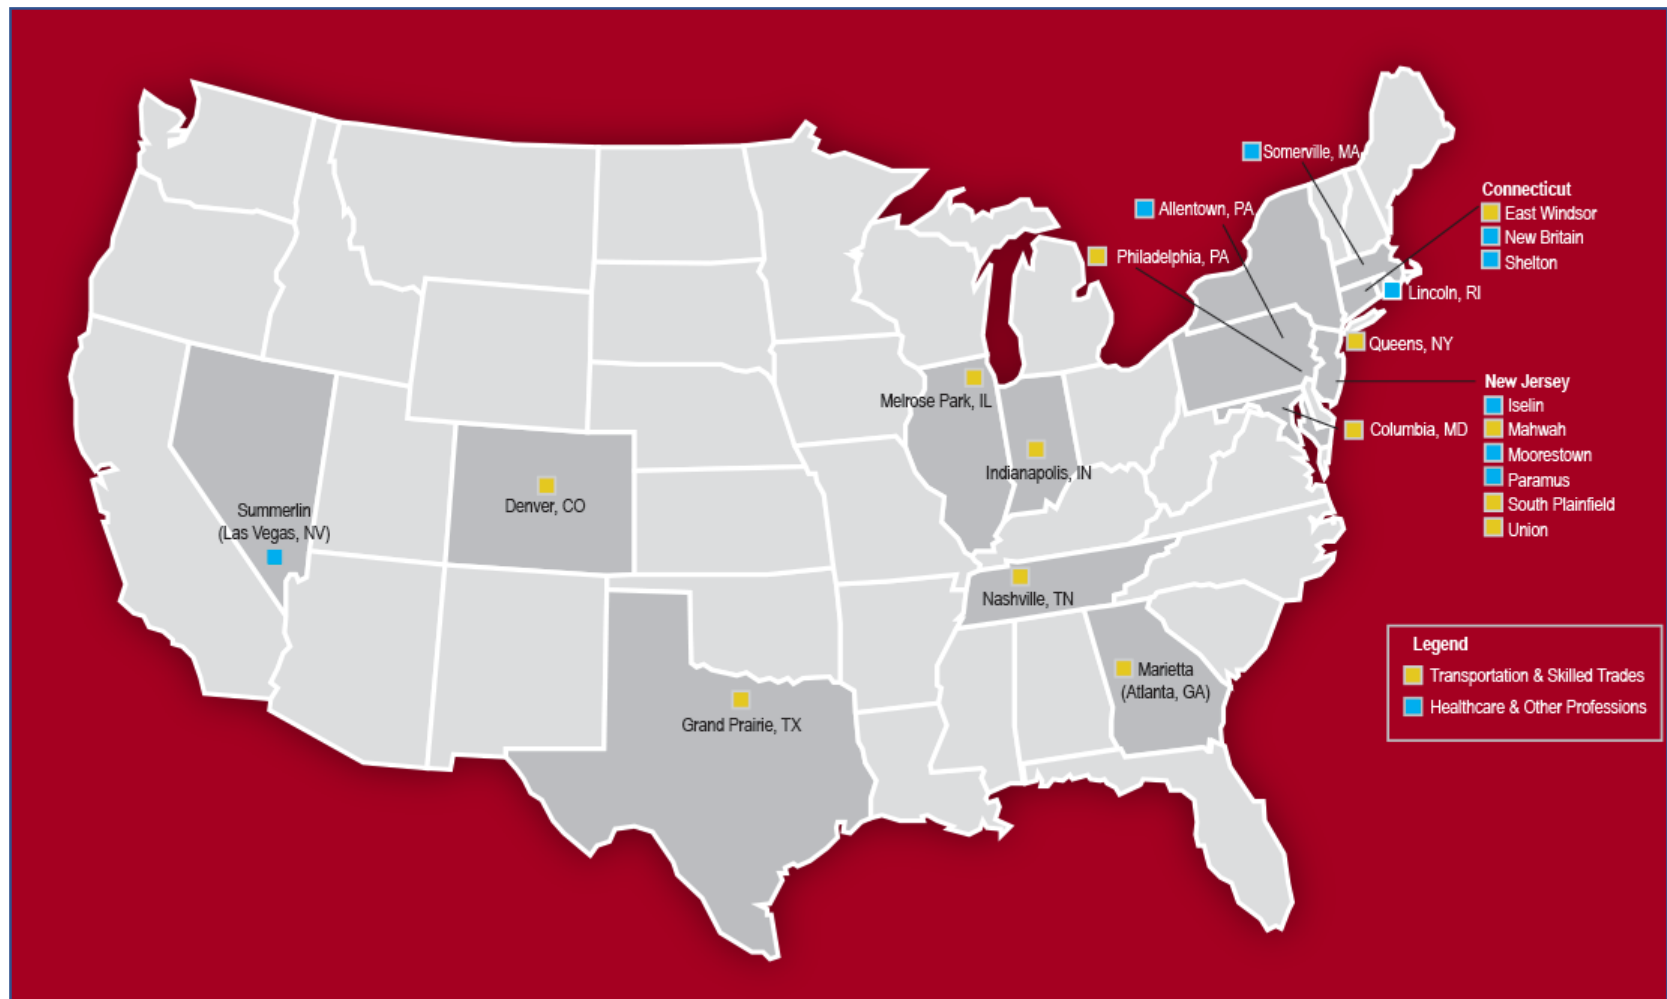 Somerville, MA
Allentown, PA
Philadelphia, PA
Connecticut
East Windsor
New Britain
Shelton
Lincoln, RI
Queens, NY
New Jersey
Iselin
Mahwah
Moorestown
Paramus
South Plainfield
Union
Columbia, MD
Melrose Park, IL
Indianapolis, IN
Denver, CO
Summerlin
(Las Vegas, NV)
Nashville, TN
Marietta
(Atlanta, GA)
Grand Prairie, TX
Legend
Transportation & Skilled Trades
Healthcare & Other Professions